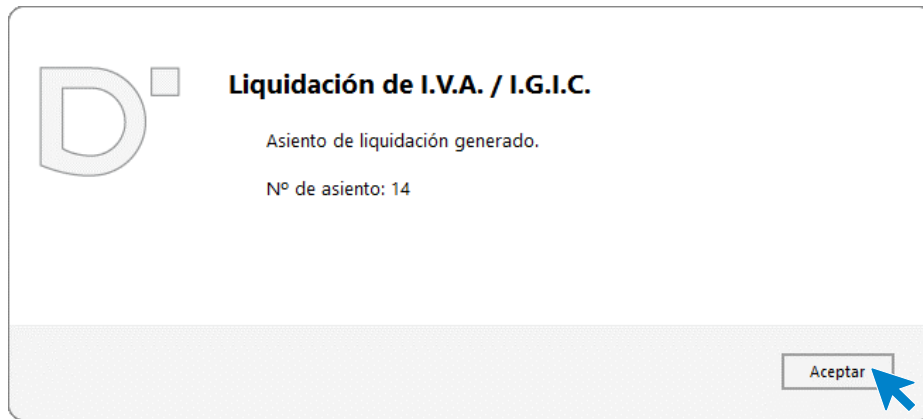 Liquidación de I.V.A. / I.G.I.C.
Asiento de liquidación generado.
Nº de asiento: 14
Aceptar